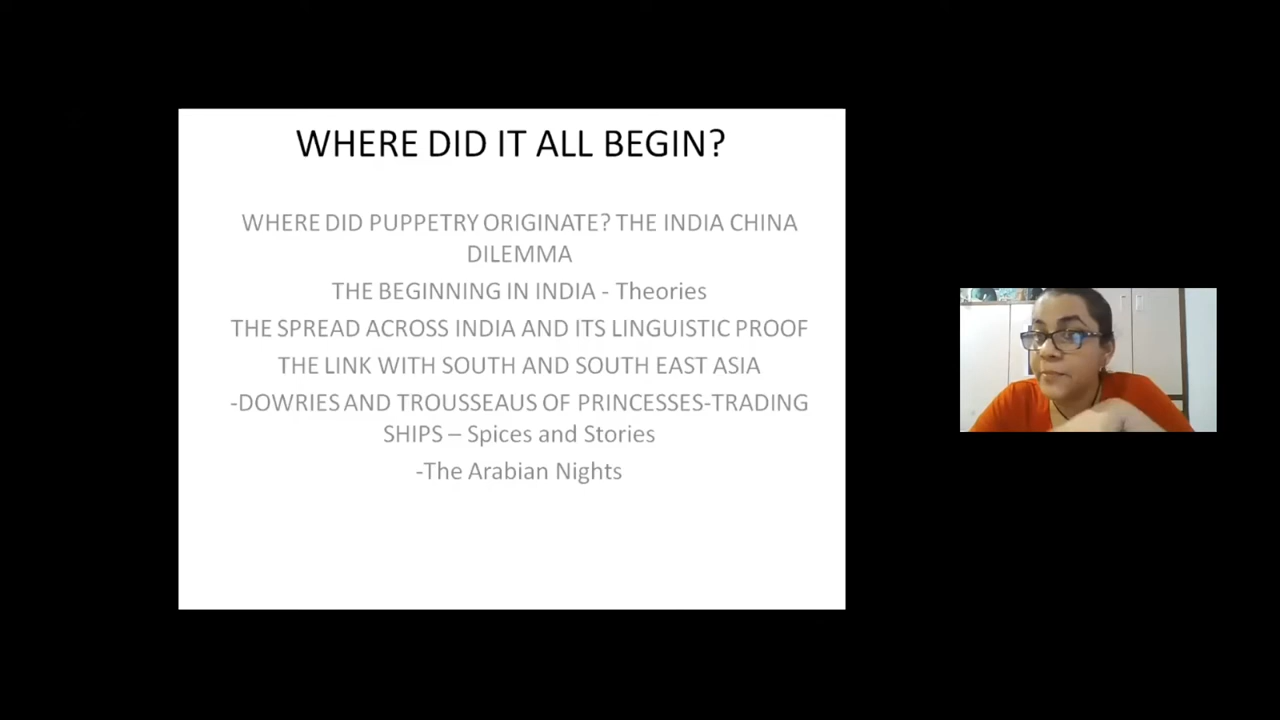 WHERE DID IT ALL BEGIN?
WHERE DID PUPPETRY ORIGINATE? THE INDIA CHINA
DILEMMA
THE BEGINNING IN INDIA - Theories
THE SPREAD ACROSS INDIA AND ITS LINGUISTIC PROOF
THE LINK WITH SOUTH AND SOUTH EAST ASIA
-DOWRIES AND TROUSSEAUS OF PRINCESSES-TRADING
SHIPS – Spices and Stories
-The Arabian Nights